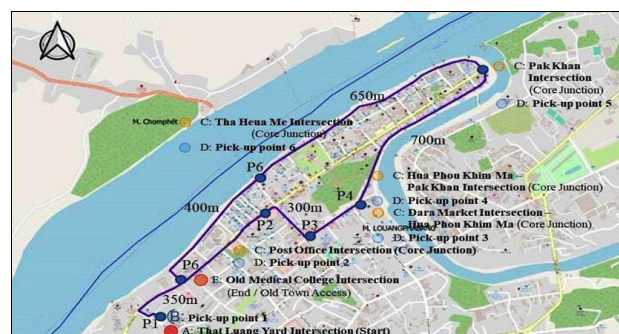 C: Pak Khan
Intersection
(Core Junction)
D: Pick-up point 5
650m
M. Chomphét
C: Tha Heua Me Intersection
(Core Junction)
700m
D: Pick-up point 6
P6
C: Hua Phou Khim Ma –
Pak Khan Intersection (Core Junction)
400m
300m
P4
D: Pick-up point 4
P2
C: Dara Market Intersection –
Hua Phou Khim Ma (Core Junction)
M. LOUANGPHABANG
P3
D: Pick-up point 3
C: Post Office Intersection (Core Junction)
P6
D: Pick-up point 2
E: Old Medical College Intersection
(End / Old Town Access)
350m
P1
B: Pick-up point 1
A: That Luang Yard Intersection (Start)